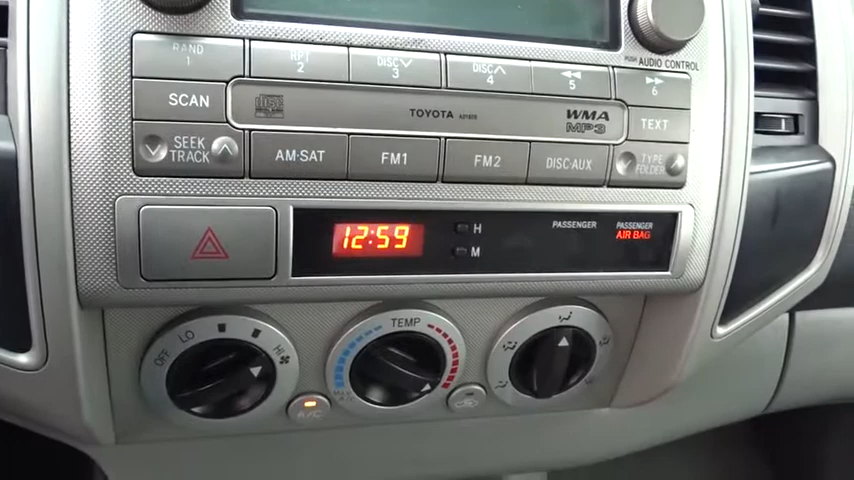 PUSH AUDIO CONTROL
RAND 1
RPT 2
DISC 3
DISC 4
5
6
SCAN
disc
TOYOTA
WMA
MP3
TEXT
SEEK
TRACK
AM·SAT
FM1
FM2
DISC·AUX
TYPE
FOLDER
12:59
H
M
PASSENGER
PASSENGER
AIR BAG
OFF
LO
HI
TEMP
MAX A/C
A/C